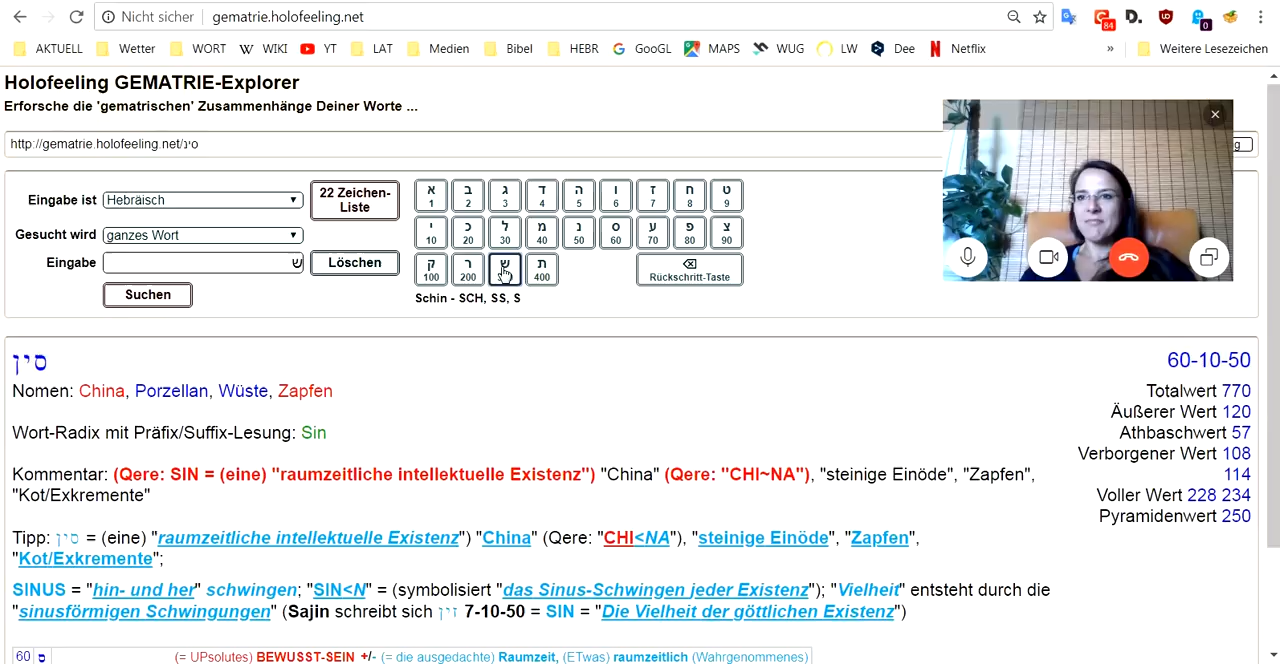 Nicht sicher gematrie.holofeeling.net 84 D. 0
AKTUELL Wetter WORT WIKI YT LAT Medien Bibel HEBR GooGL MAPS WUG LW Dee Netflix » Weitere Lesezeichen
Holofeeling GEMATRIE-Explorer
Erforsche die 'gematrischen' Zusammenhänge Deiner Worte ...
http://gematrie.holofeeling.net/סינ
Eingabe ist Hebräisch
22 Zeichen-Liste
Gesucht wird ganzes Wort
Eingabe ש Löschen
Suchen
א ב ג ד ה ו ז ח ט
1 2 3 4 5 6 7 8 9
י כ ל מ נ ס ע פ צ
10 20 30 40 50 60 70 80 90
ק ר ש ת
100 200 400 Rückschritt-Taste
Schin - SCH, SS, S
סין 60-10-50
Nomen: China, Porzellan, Wüste, Zapfen
Totalwert 770
Äußerer Wert 120
Wort-Radix mit Präfix/Suffix-Lesung: Sin
Athbaschwert 57
Verborgener Wert 108
114
Voller Wert 228 234
Pyramidenwert 250
Kommentar: (Qere: SIN = (eine) "raumzeitliche intellektuelle Existenz") "China" (Qere: "CHI~NA"), "steinige Einöde", "Zapfen",
"Kot/Exkremente"
Tipp: סין = (eine) "raumzeitliche intellektuelle Existenz") "China" (Qere: "CHI<NA"), "steinige Einöde", "Zapfen",
"Kot/Exkremente";
SINUS = "hin- und her" schwingen; "SIN<N" = (symbolisiert "das Sinus-Schwingen jeder Existenz"); "Vielheit" entsteht durch die
"sinusförmigen Schwingungen" (Sajin schreibt sich זין 7-10-50 = SIN = "Die Vielheit der göttlichen Existenz")
60 ס (= UPsolutes) BEWUSST-SEIN +/- (= die ausgedachte) Raumzeit, (ETwas) raumzeitlich (Wahrgenommenes)